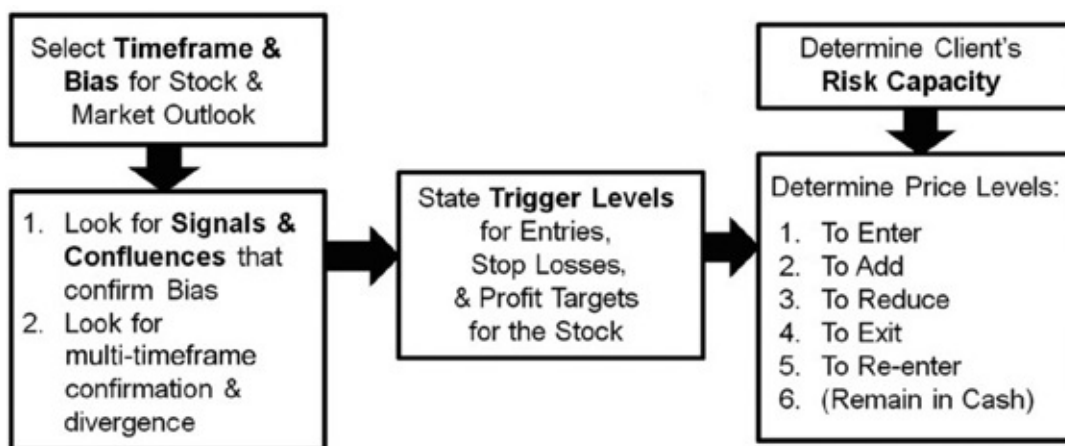 Select Timeframe &
Bias for Stock &
Market Outlook
1. Look for Signals &
Confluences that
confirm Bias
2. Look for
multi-timeframe
confirmation &
divergence
State Trigger Levels
for Entries,
Stop Losses,
& Profit Targets
for the Stock
Determine Client's
Risk Capacity
Determine Price Levels:
1. To Enter
2. To Add
3. To Reduce
4. To Exit
5. To Re-enter
6. (Remain in Cash)